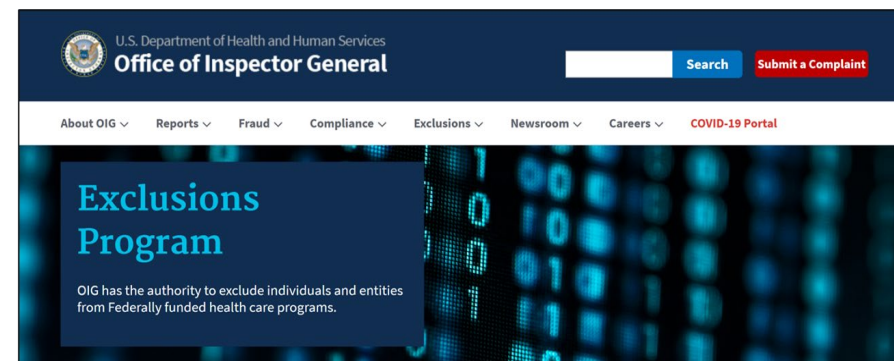 U.S. Department of Health and Human Services
Office of Inspector General
Search
Submit a Complaint
About OIG
Reports
Fraud
Compliance
Exclusions
Newsroom
Careers
COVID-19 Portal
Exclusions
Program
OIG has the authority to exclude individuals and entities
from Federally funded health care programs.